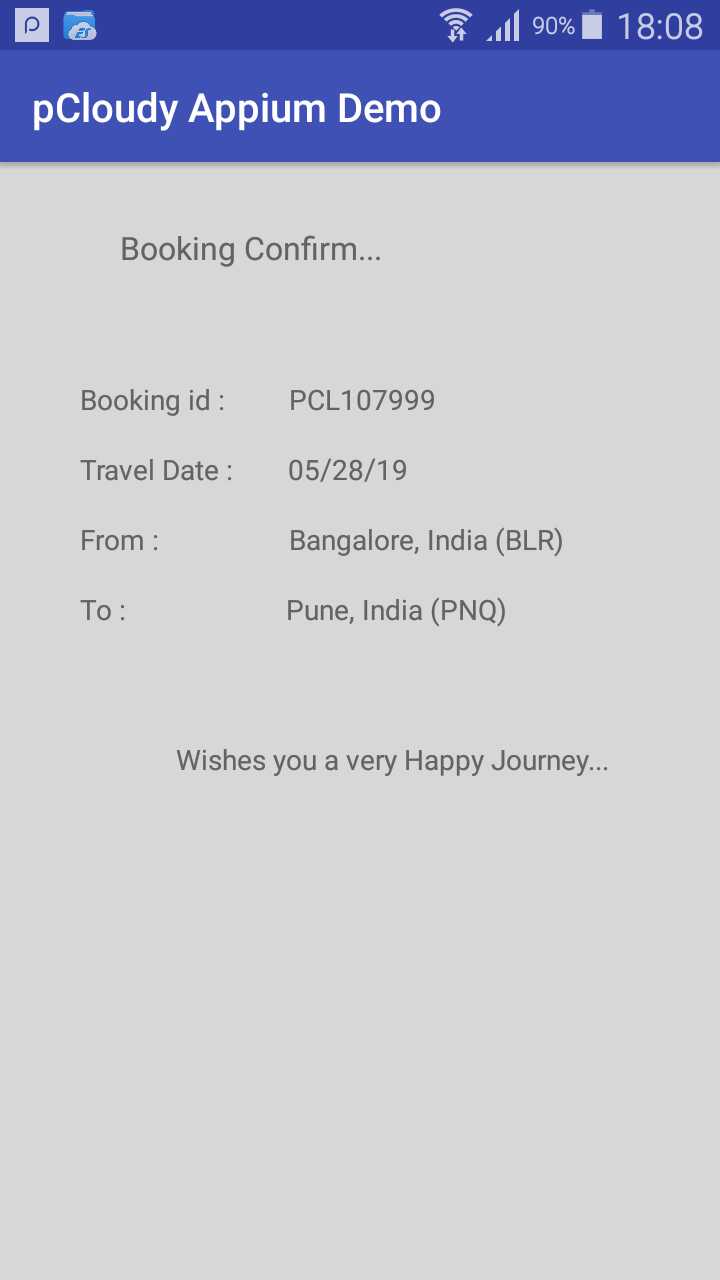 90% 18:08
pCloudy Appium Demo
Booking Confirm...
Booking id : PCL107999
Travel Date : 05/28/19
From : Bangalore, India (BLR)
To : Pune, India (PNQ)
Wishes you a very Happy Journey...